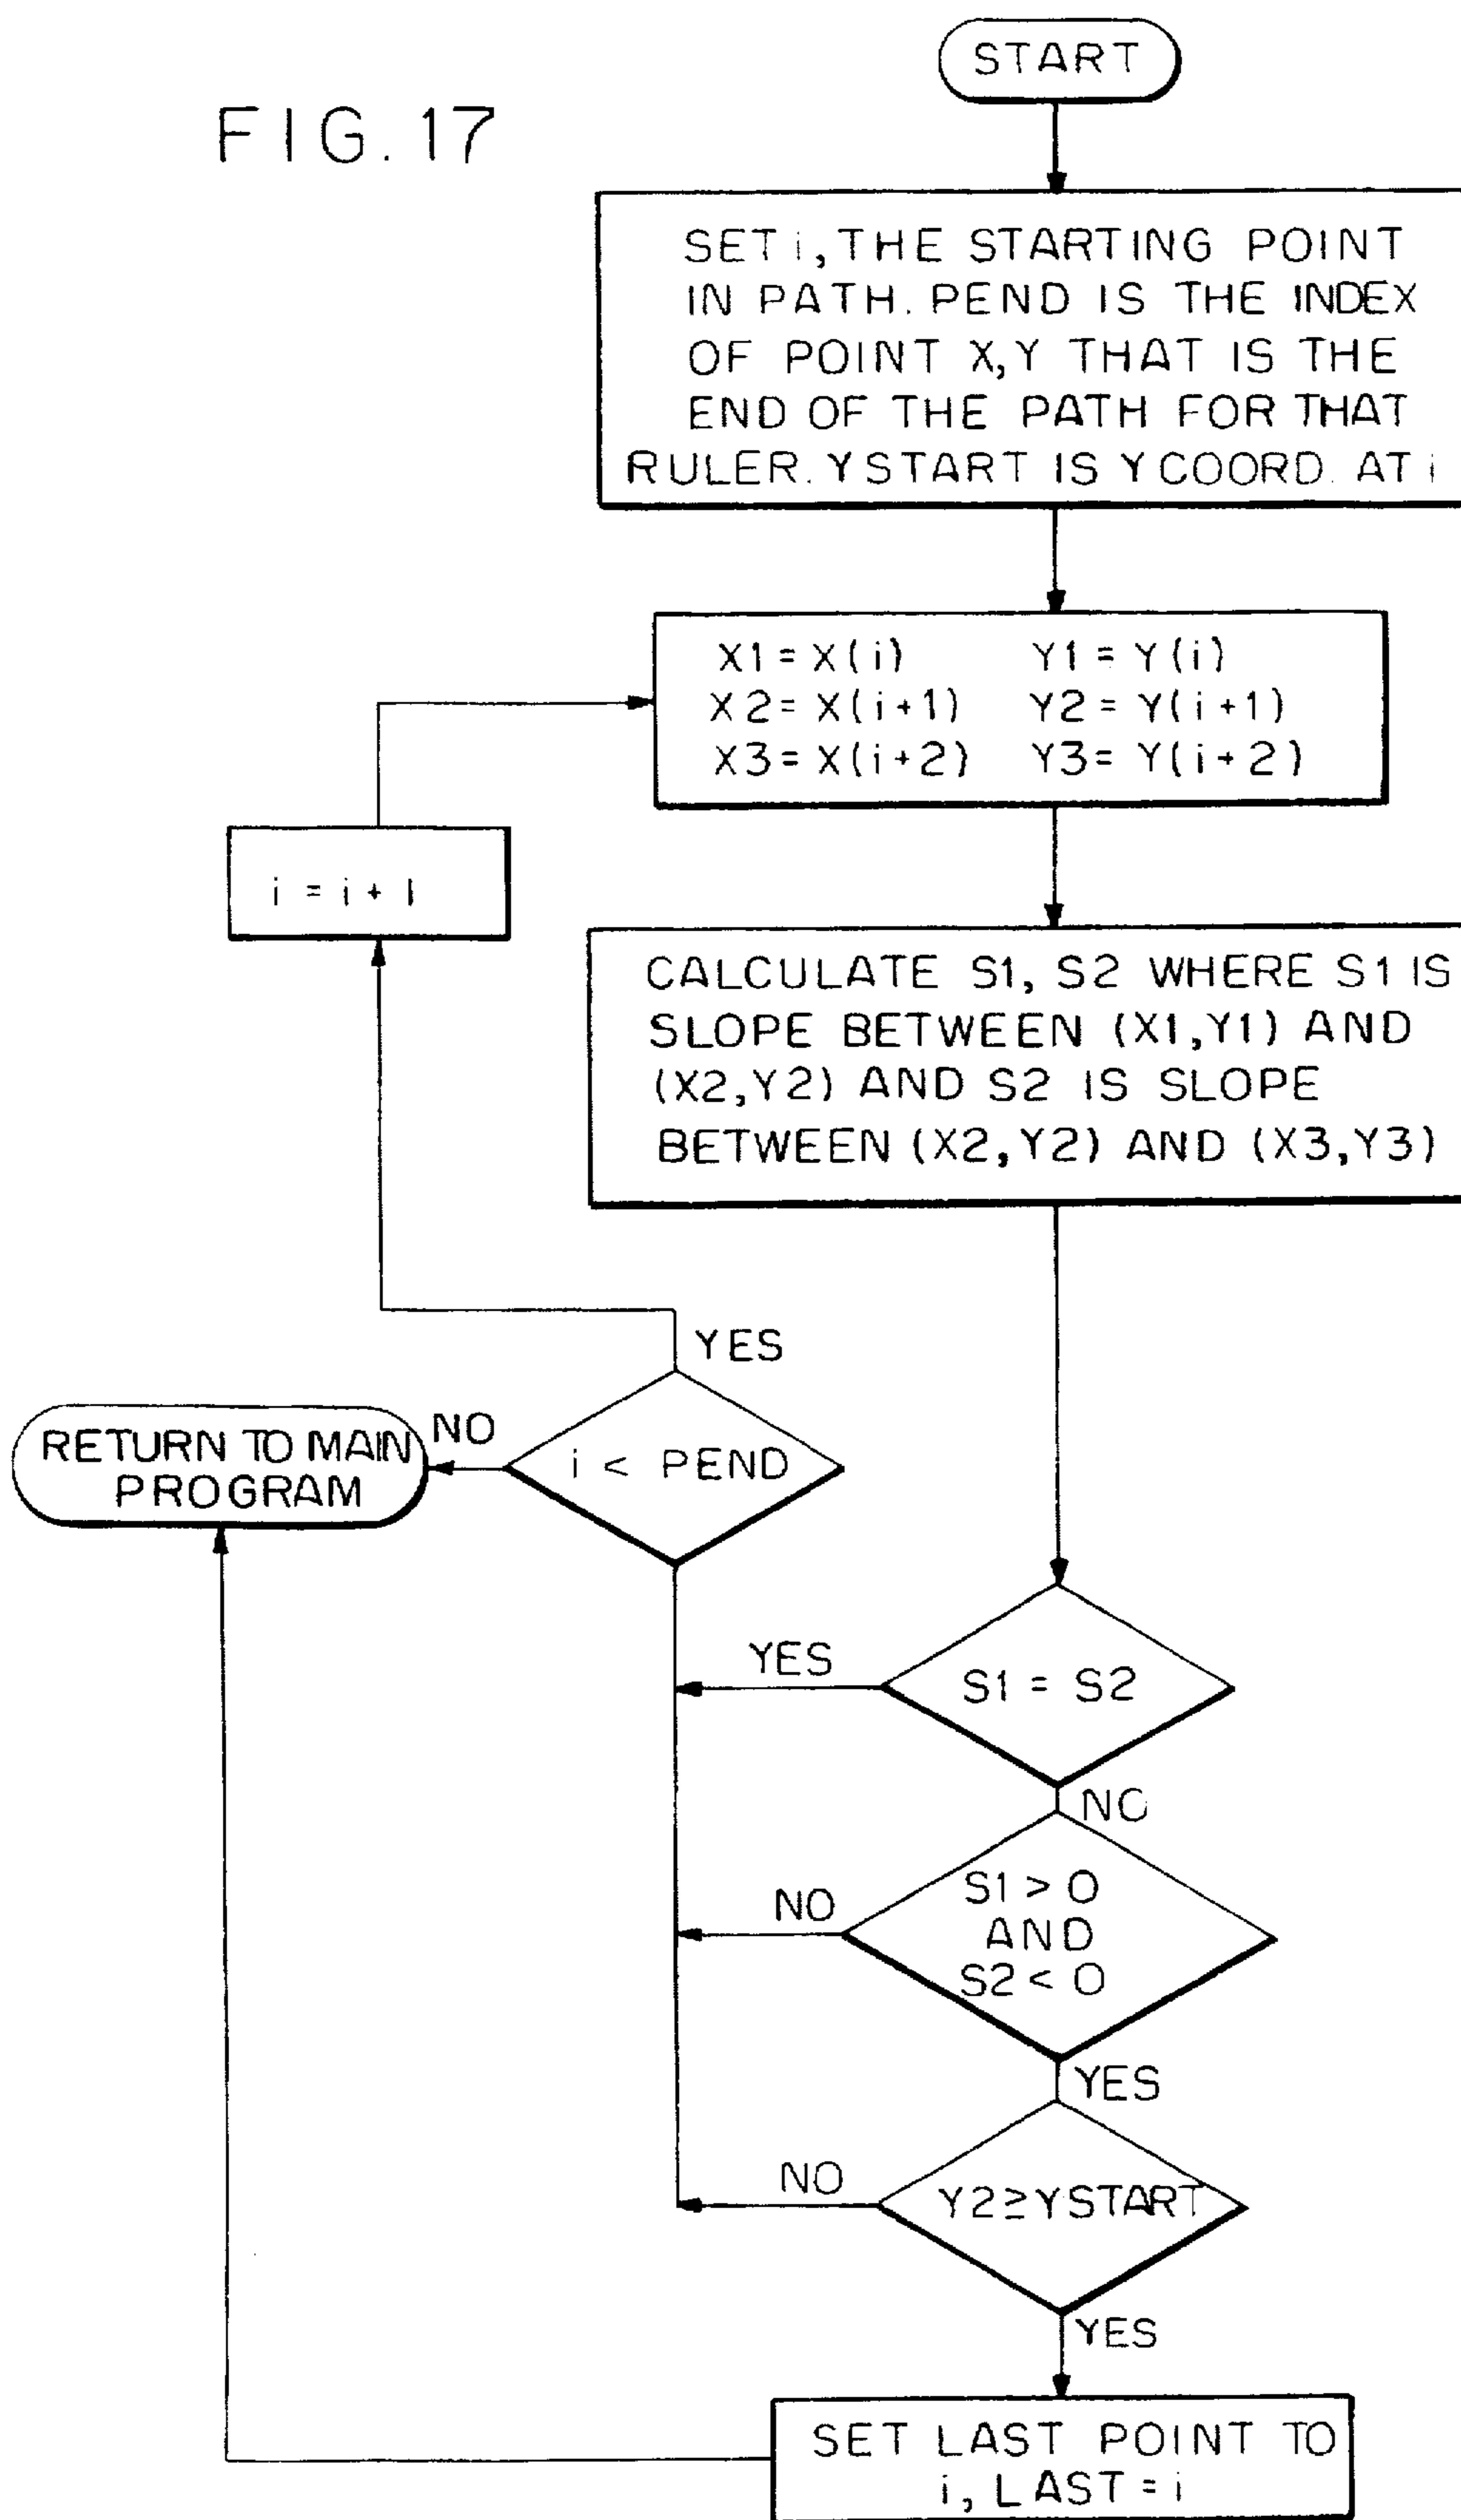 FIG. 17
START
SET i, THE STARTING POINT
IN PATH. PEND IS THE INDEX
OF POINT X,Y THAT IS THE
END OF THE PATH FOR THAT
RULER. YSTART IS Y COORD. AT i
X1 = X(i) Y1 = Y(i)
X2 = X(i+1) Y2 = Y(i+1)
X3 = X(i+2) Y3 = Y(i+2)
i = i + 1
CALCULATE S1, S2 WHERE S1 IS
SLOPE BETWEEN (X1,Y1) AND
(X2,Y2) AND S2 IS SLOPE
BETWEEN (X2,Y2) AND (X3,Y3)
YES
NO
i < PEND
RETURN TO MAIN
PROGRAM
YES
S1 = S2
NO
NO
S1 > 0
AND
S2 < 0
YES
NO
Y2≥YSTART
YES
SET LAST POINT TO
i, LAST = i